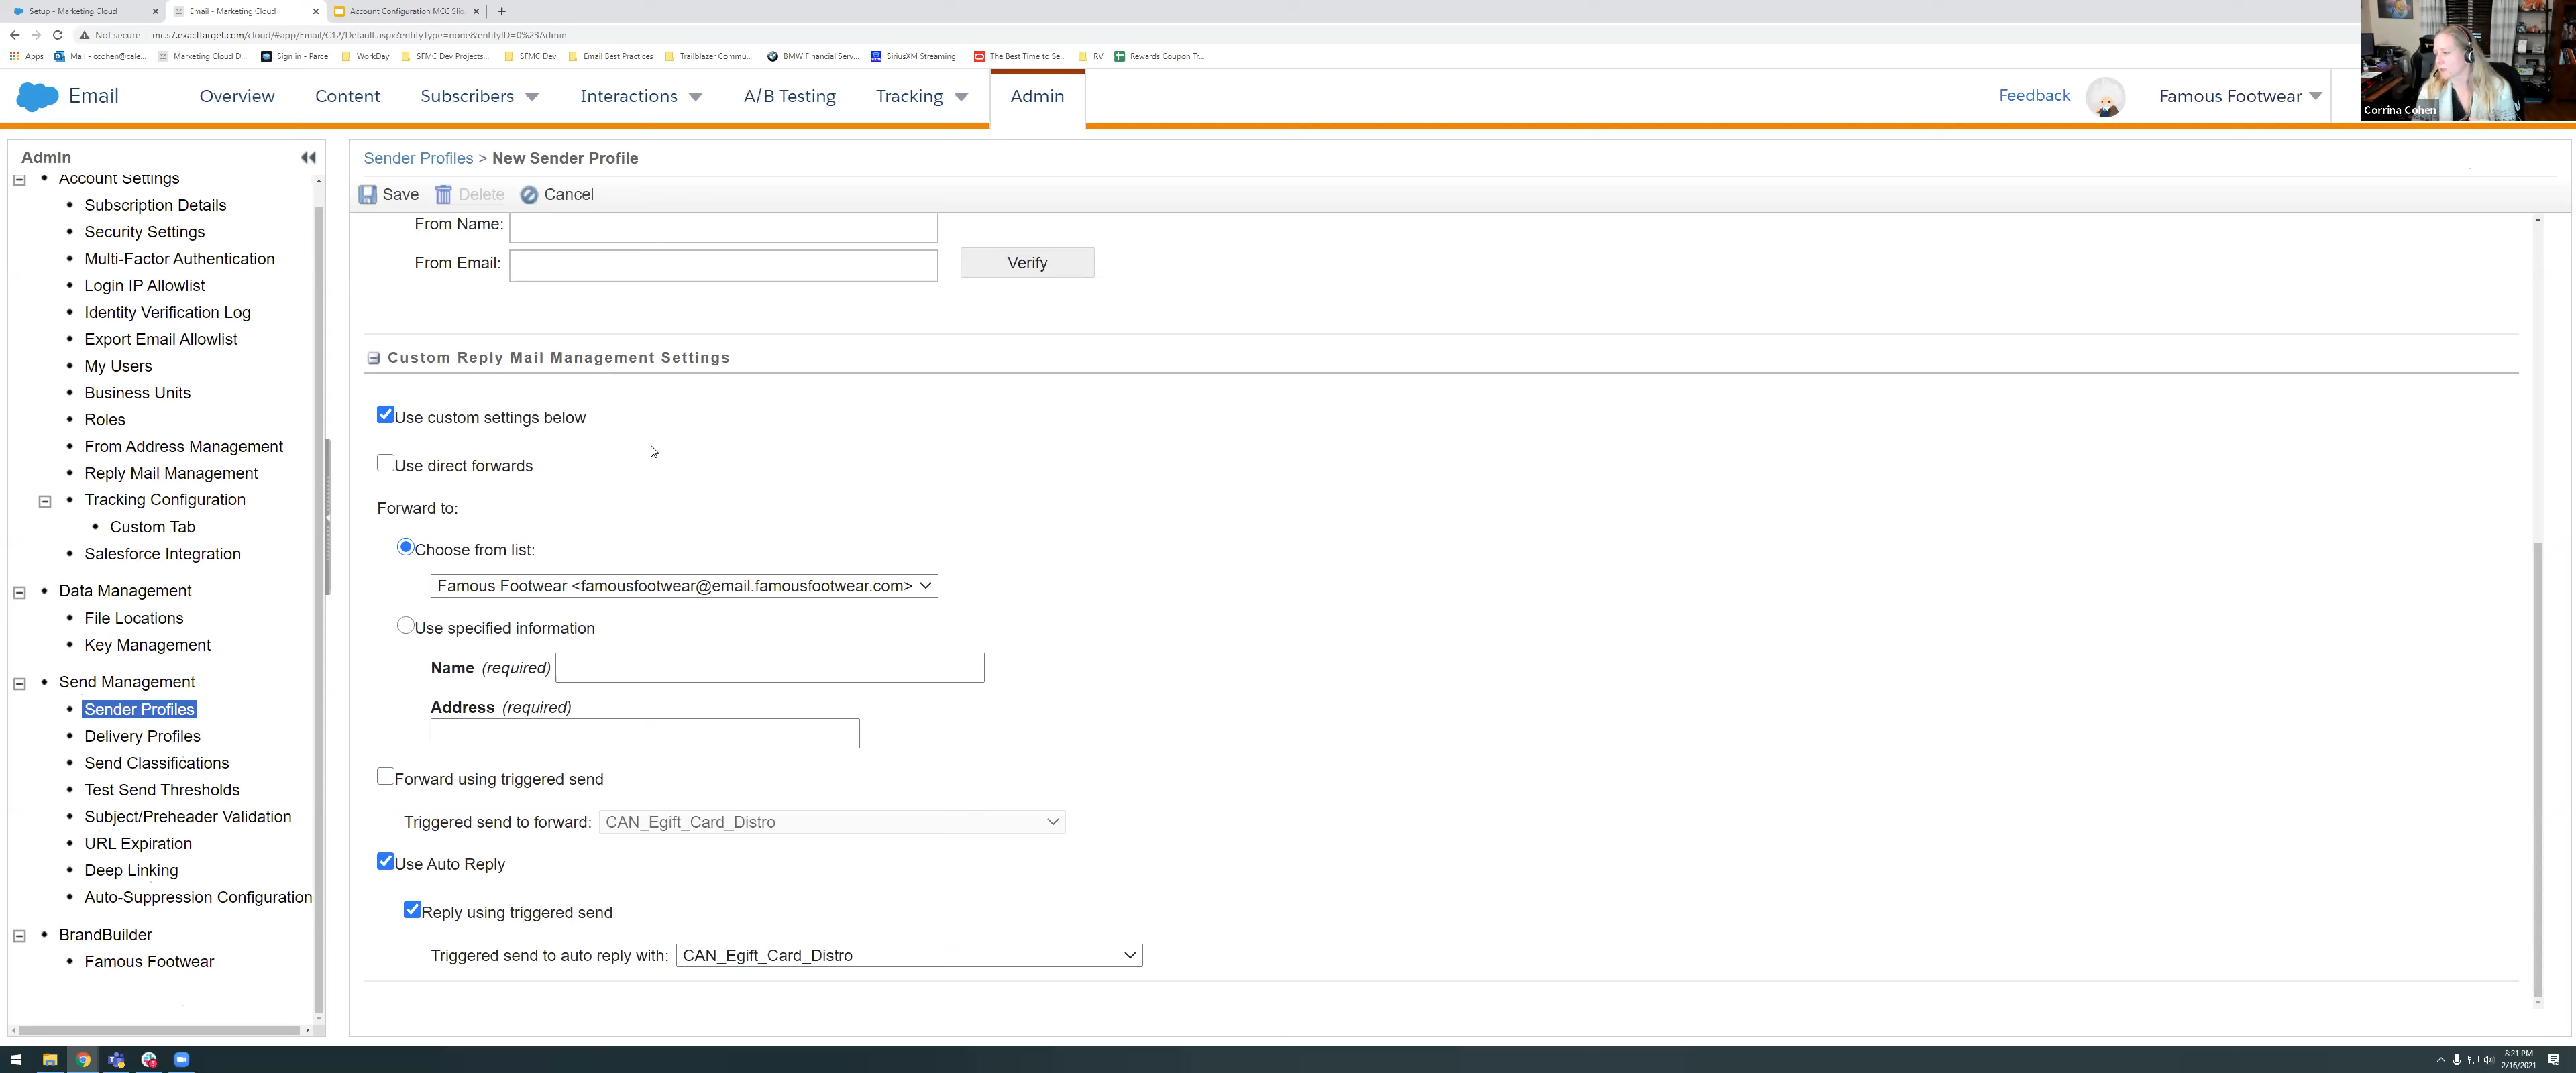 Setup - Marketing Cloud
Email - Marketing Cloud
Account Configuration MCC Slid
Not secure | mc.s7.exacttarget.com/cloud/#app/Email/C12/Default.aspx?entityType=none&entityID=0%23Admin
Apps Mail - ccohen@cale... Marketing Cloud D... Sign in - Parcel WorkDay SFMC Dev Projects... SFMC Dev Email Best Practices Trailblazer Commu... BMW Financial Serv... SiriusXM Streaming... The Best Time to Se... RV Rewards Coupon Tr...
Email Overview Content Subscribers Interactions A/B Testing Tracking Admin Feedback Famous Footwear
Corrina Cohen
Admin
Account Settings
Subscription Details
Security Settings
Multi-Factor Authentication
Login IP Allowlist
Identity Verification Log
Export Email Allowlist
My Users
Business Units
Roles
From Address Management
Reply Mail Management
Tracking Configuration
Custom Tab
Salesforce Integration
Data Management
File Locations
Key Management
Send Management
Sender Profiles
Delivery Profiles
Send Classifications
Test Send Thresholds
Subject/Preheader Validation
URL Expiration
Deep Linking
Auto-Suppression Configuration
BrandBuilder
Famous Footwear
Sender Profiles > New Sender Profile
Save Delete Cancel
From Name:
From Email: Verify
Custom Reply Mail Management Settings
Use custom settings below
Use direct forwards
Forward to:
Choose from list:
Famous Footwear <famousfootwear@email.famousfootwear.com>
Use specified information
Name (required)
Address (required)
Forward using triggered send
Triggered send to forward: CAN_Egift_Card_Distro
Use Auto Reply
Reply using triggered send
Triggered send to auto reply with: CAN_Egift_Card_Distro
8:21 PM
2/16/2021